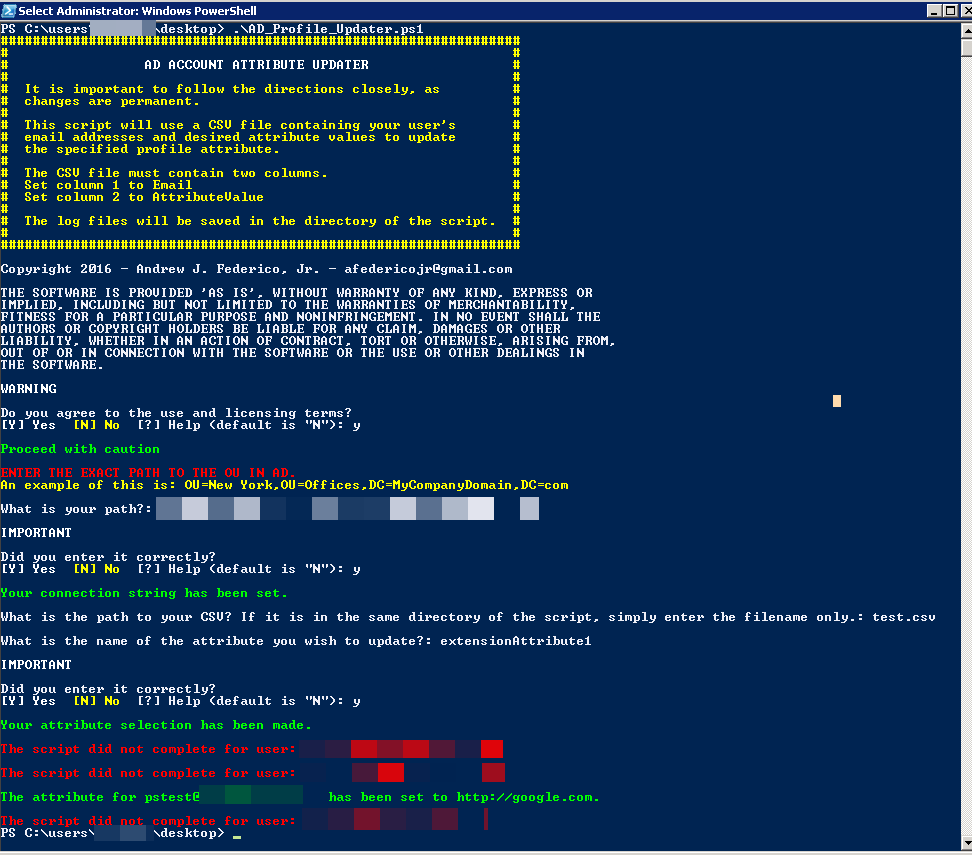 Select Administrator: Windows PowerShell
PS C:\users\ \desktop> .\AD_Profile_Updater.ps1
#################################################################
# #
# AD ACCOUNT ATTRIBUTE UPDATER #
# #
# It is important to follow the directions closely, as #
# changes are permanent. #
# #
# This script will use a CSV file containing your user's #
# email addresses and desired attribute values to update #
# the specified profile attribute. #
# #
# The CSV file must contain two columns. #
# Set column 1 to Email #
# Set column 2 to AttributeValue #
# #
# The log files will be saved in the directory of the script. #
# #
#################################################################
Copyright 2016 - Andrew J. Federico, Jr. - afedericojr@gmail.com
THE SOFTWARE IS PROVIDED 'AS IS', WITHOUT WARRANTY OF ANY KIND, EXPRESS OR
IMPLIED, INCLUDING BUT NOT LIMITED TO THE WARRANTIES OF MERCHANTABILITY,
FITNESS FOR A PARTICULAR PURPOSE AND NONINFRINGEMENT. IN NO EVENT SHALL THE
AUTHORS OR COPYRIGHT HOLDERS BE LIABLE FOR ANY CLAIM, DAMAGES OR OTHER
LIABILITY, WHETHER IN AN ACTION OF CONTRACT, TORT OR OTHERWISE, ARISING FROM,
OUT OF OR IN CONNECTION WITH THE SOFTWARE OR THE USE OR OTHER DEALINGS IN
THE SOFTWARE.
WARNING
Do you agree to the use and licensing terms?
[Y] Yes [N] No [?] Help (default is "N"): y
Proceed with caution
ENTER THE EXACT PATH TO THE OU IN AD.
An example of this is: OU=New York,OU=Offices,DC=MyCompanyDomain,DC=com
What is your path?:
IMPORTANT
Did you enter it correctly?
[Y] Yes [N] No [?] Help (default is "N"): y
Your connection string has been set.
What is the path to your CSV? If it is in the same directory of the script, simply enter the filename only.: test.csv
What is the name of the attribute you wish to update?: extensionAttribute1
IMPORTANT
Did you enter it correctly?
[Y] Yes [N] No [?] Help (default is "N"): y
Your attribute selection has been made.
The script did not complete for user:
The script did not complete for user:
The attribute for pstest@ has been set to http://google.com.
The script did not complete for user:
PS C:\users\ \desktop> _